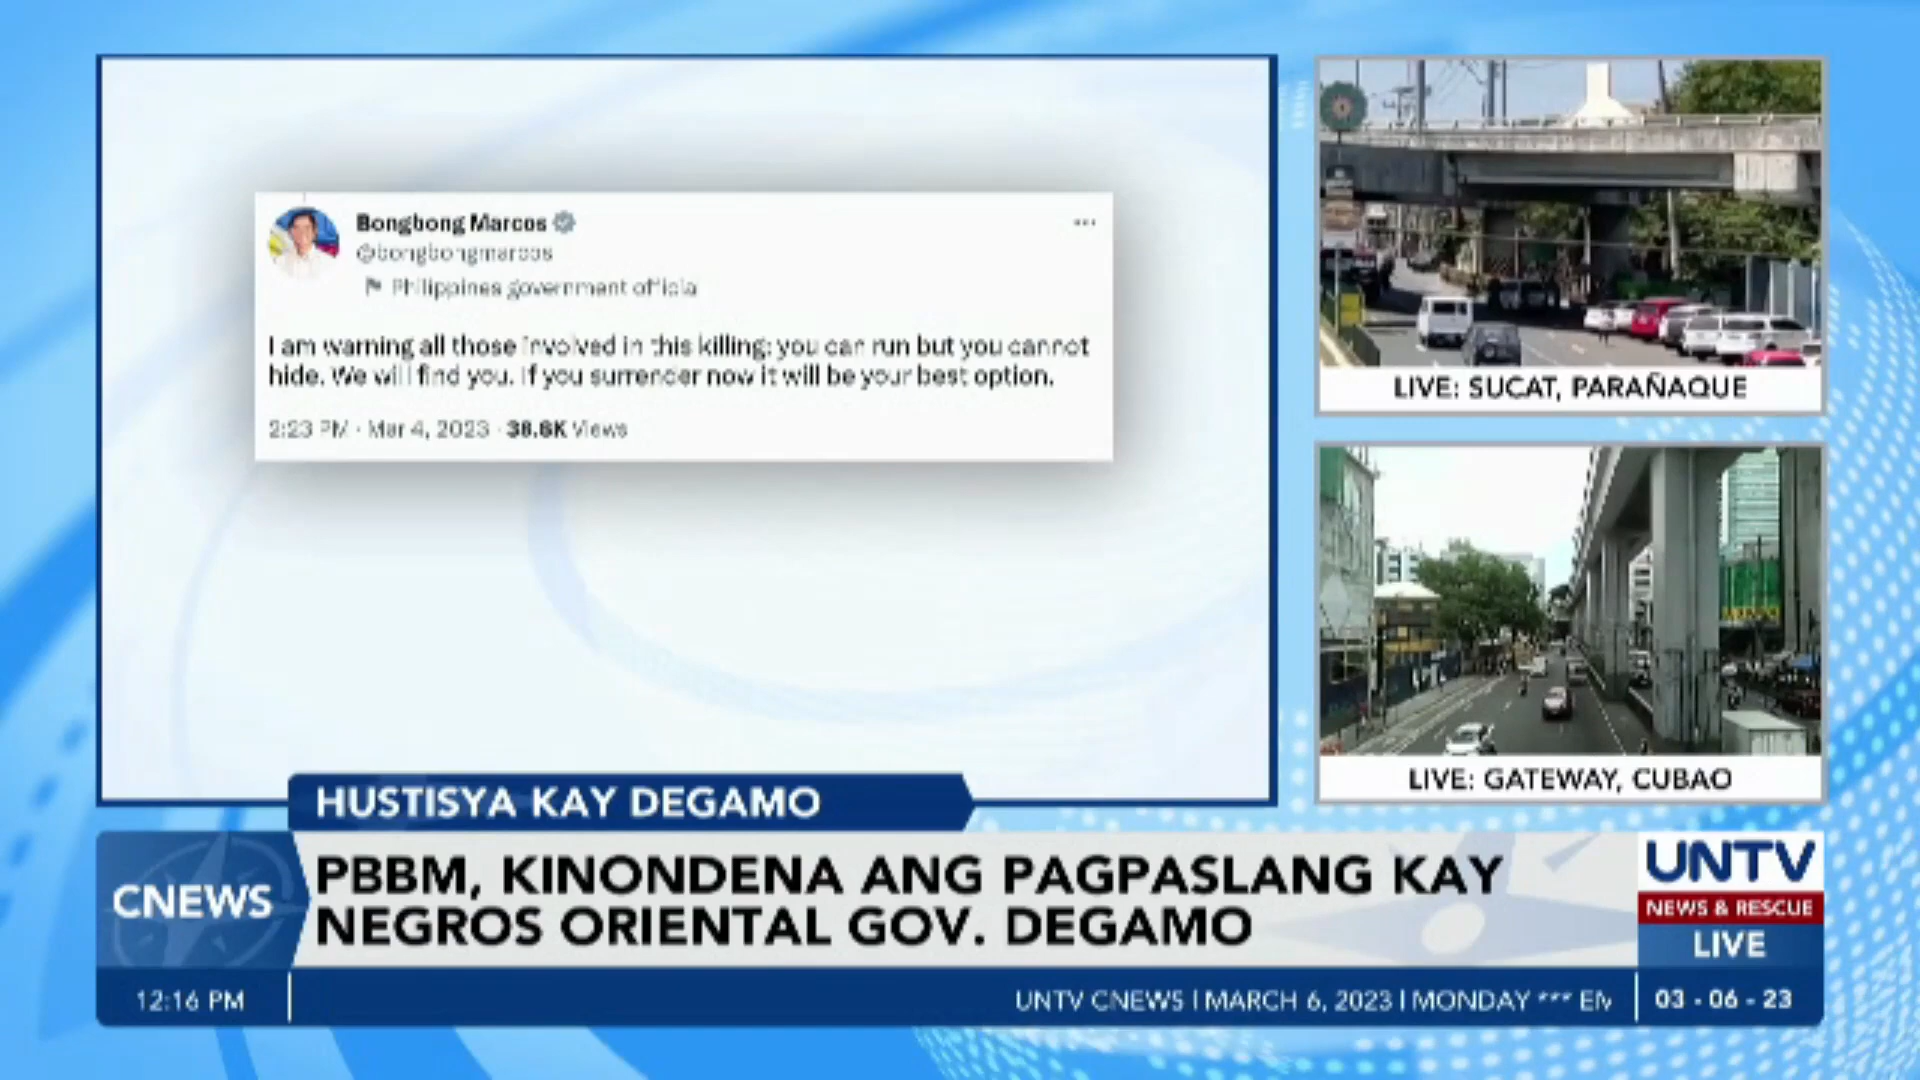 Bongbong Marcos
@bongbongmarcos
Philippines government officia
I am warning all those involved in this killing: you can run but you cannot
hide. We will find you. If you surrender now it will be your best option.
2:23 PM · Mar 4, 2023 · 38.8K Views
LIVE: SUCAT, PARAÑAQUE
LIVE: GATEWAY, CUBAO
HUSTISYA KAY DEGAMO
CNEWS
PBBM, KINONDENA ANG PAGPASLANG KAY
NEGROS ORIENTAL GOV. DEGAMO
UNTV
NEWS & RESCUE
LIVE
12:16 PM
UNTV CNEWS | MARCH 6, 2023 | MONDAY *** EM
03 - 06 - 23